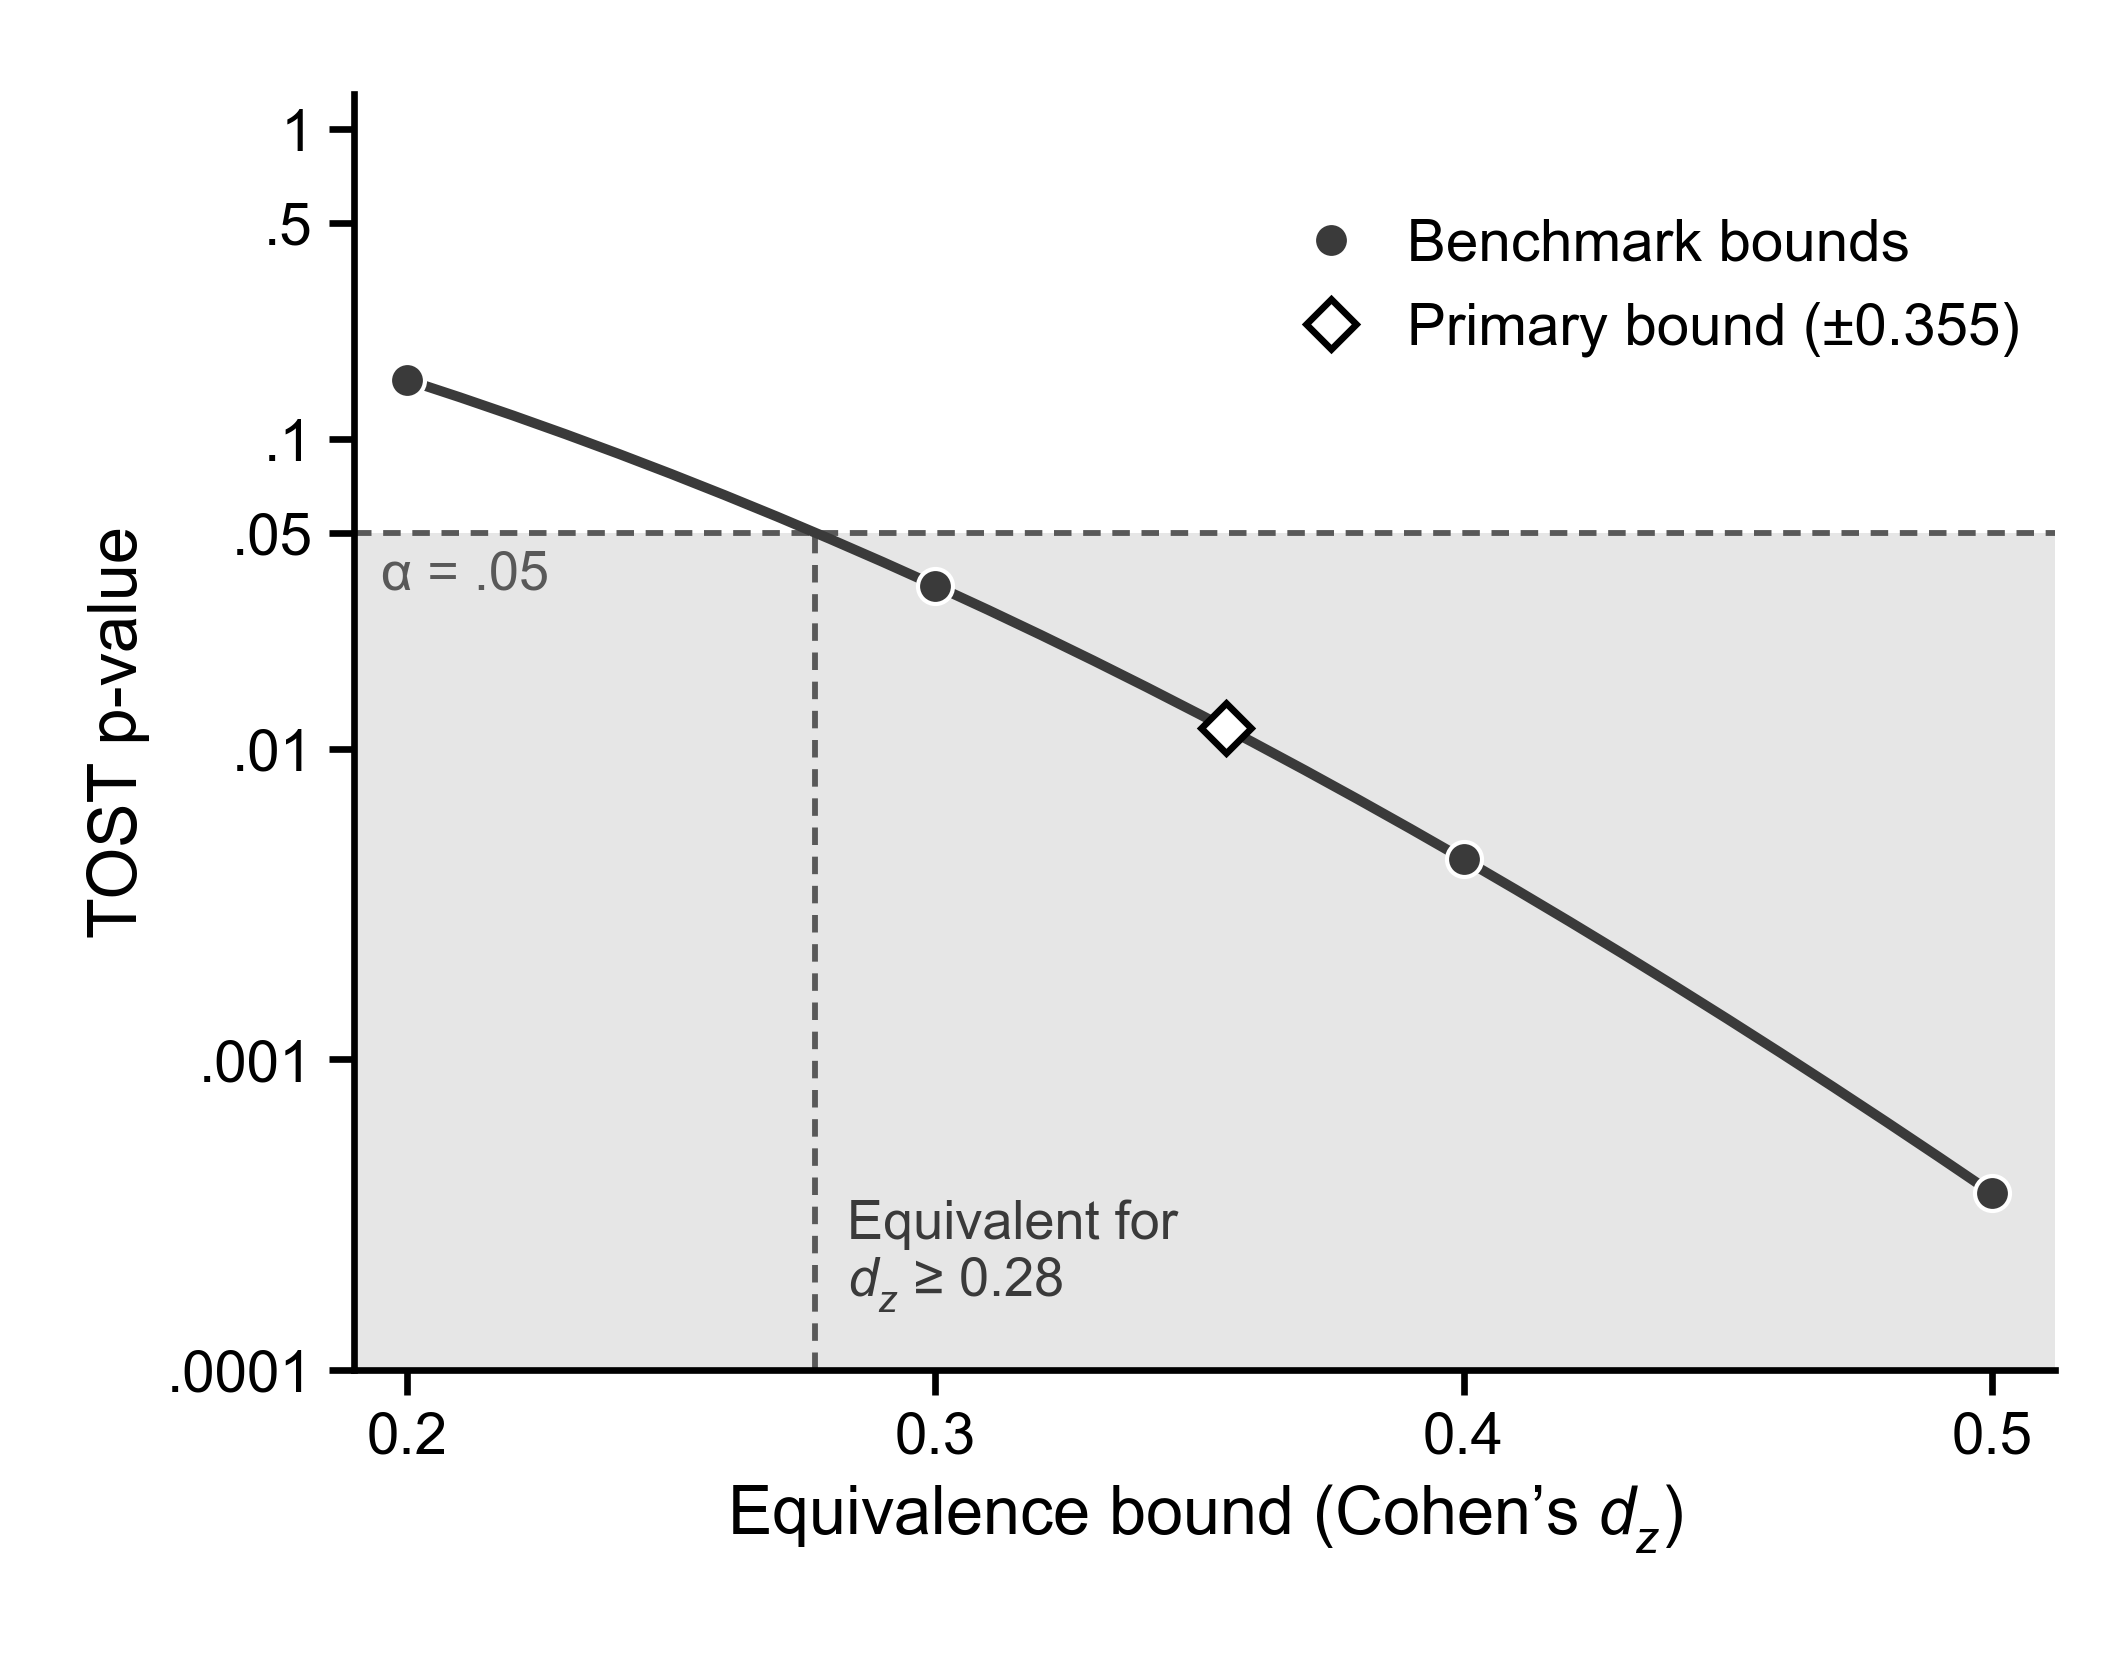 1
.5
.1
.05
.01
.001
.0001
TOST p-value
Benchmark bounds
Primary bound (±0.355)
α = .05
Equivalent for
dz ≥ 0.28
0.2 0.3 0.4 0.5
Equivalence bound (Cohen’s dz)